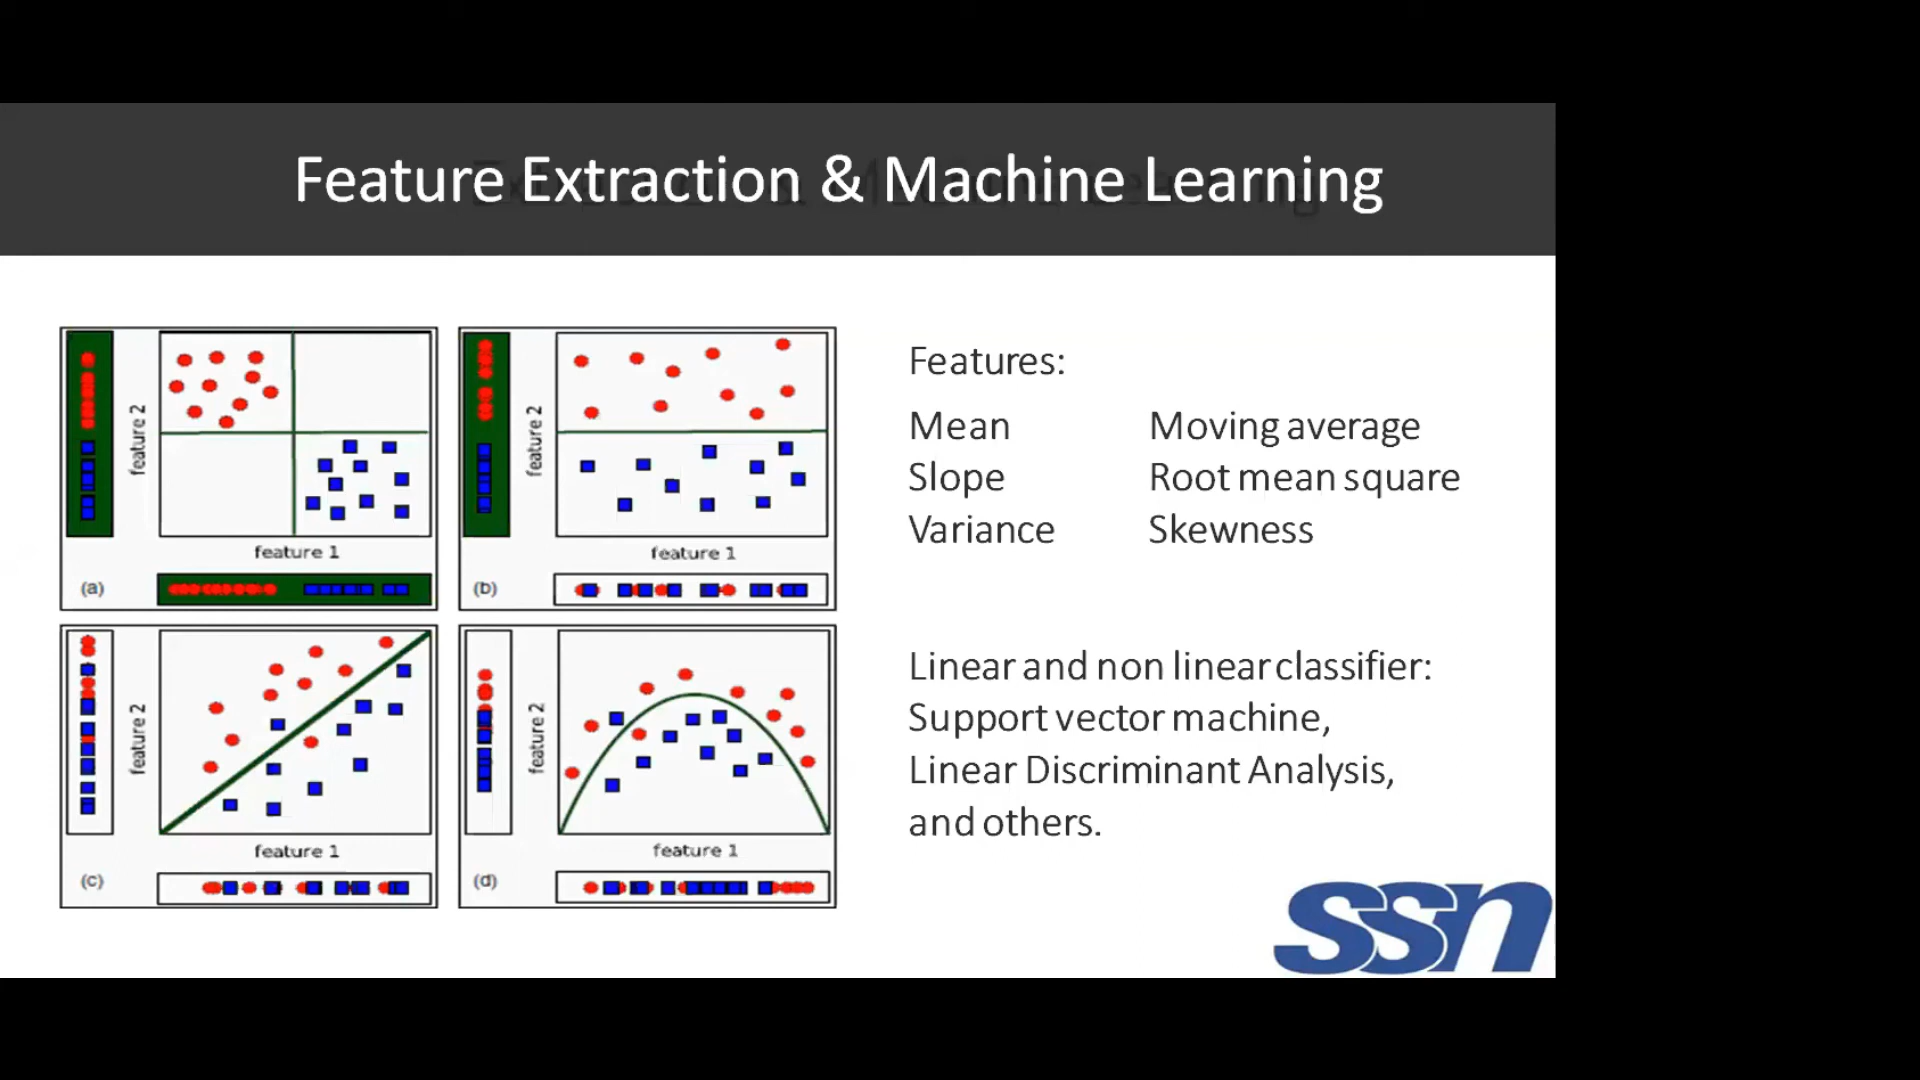 Feature Extraction & Machine Learning
feature 2
feature 1
(a)
feature 2
feature 1
(b)
feature 2
feature 1
(c)
feature 2
feature 1
(d)
Features:
Mean Moving average
Slope Root mean square
Variance Skewness
Linear and non linear classifier:
Support vector machine,
Linear Discriminant Analysis,
and others.
ssn